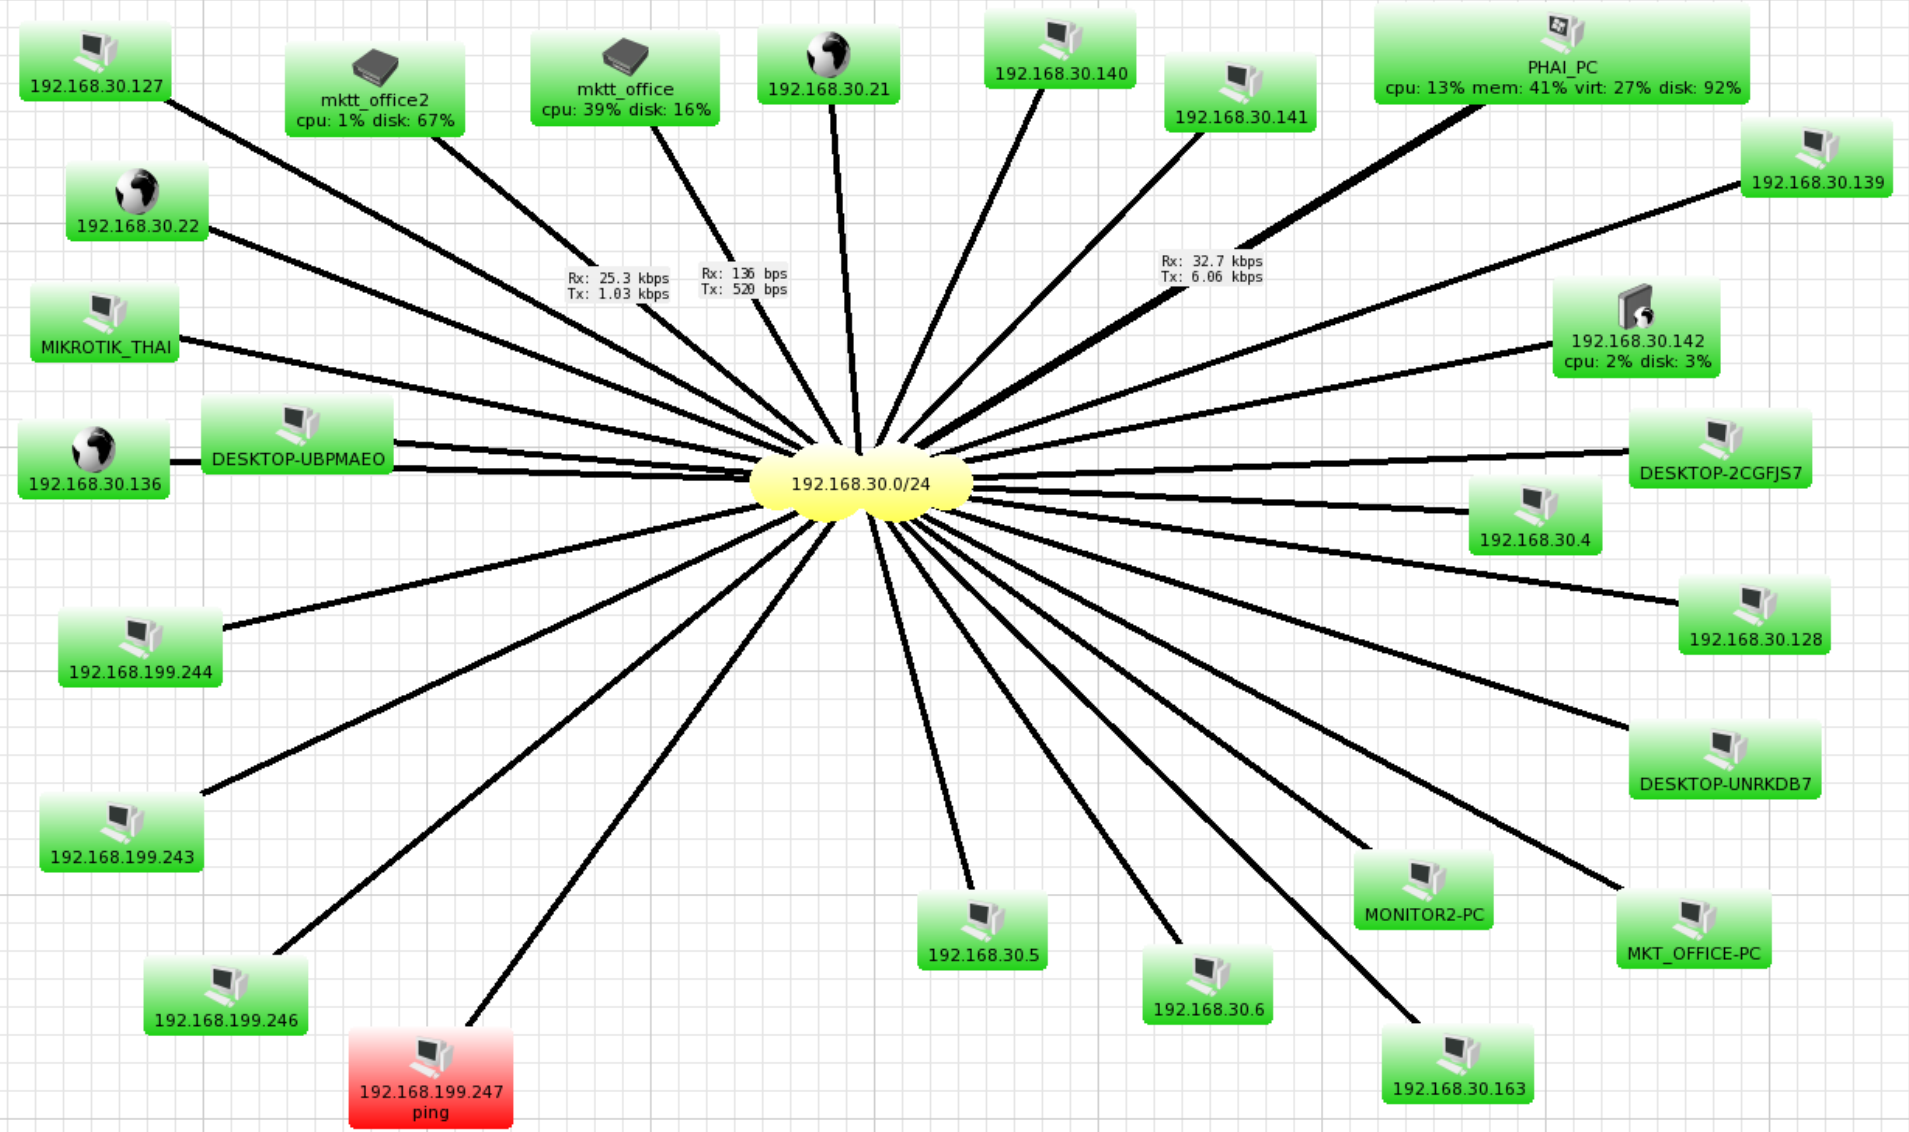 192.168.30.127
mktt_office2
cpu: 1% disk: 67%
mktt_office
cpu: 39% disk: 16%
192.168.30.21
192.168.30.140
192.168.30.141
PHAI_PC
cpu: 13% mem: 41% virt: 27% disk: 92%
192.168.30.139
192.168.30.22
Rx: 25.3 kbps
Tx: 1.03 kbps
Rx: 136 bps
Tx: 520 bps
Rx: 32.7 kbps
Tx: 6.06 kbps
MIKROTIK_THAI
192.168.30.142
cpu: 2% disk: 3%
192.168.30.136
DESKTOP-UBPMAEO
192.168.30.0/24
DESKTOP-2CGFJS7
192.168.30.4
192.168.30.128
192.168.199.244
DESKTOP-UNRKDB7
192.168.199.243
MONITOR2-PC
MKT_OFFICE-PC
192.168.30.5
192.168.30.6
192.168.199.246
192.168.199.247
ping
192.168.30.163